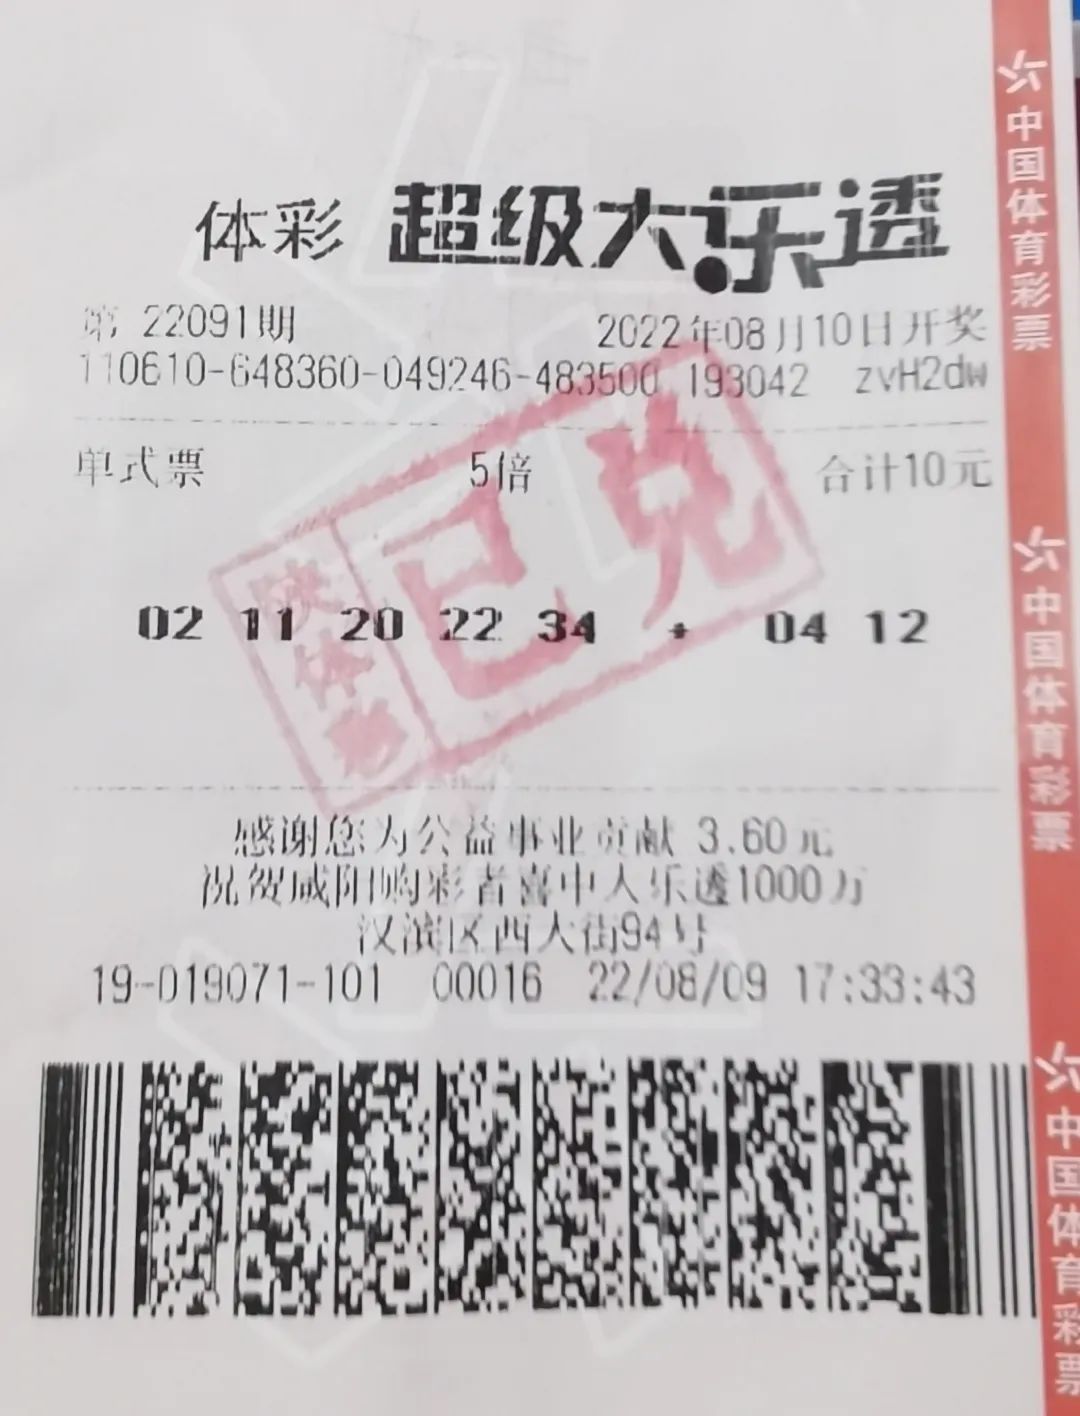 体彩 超级大乐透
第 22091期 2022年08月10日开奖
110610-648360-049246-483500 193042 zvH2dw
单式票 5倍 合计10元
02 11 20 22 34 + 04 12
陕体彩 已兑
感谢您为公益事业贡献 3.60元
祝贺咸阳购彩者喜中大乐透1000万
汉滨区西大街94号
19-019071-101 00016 22/08/09 17:33:43
中国体育彩票
中国体育彩票
中国体育彩票